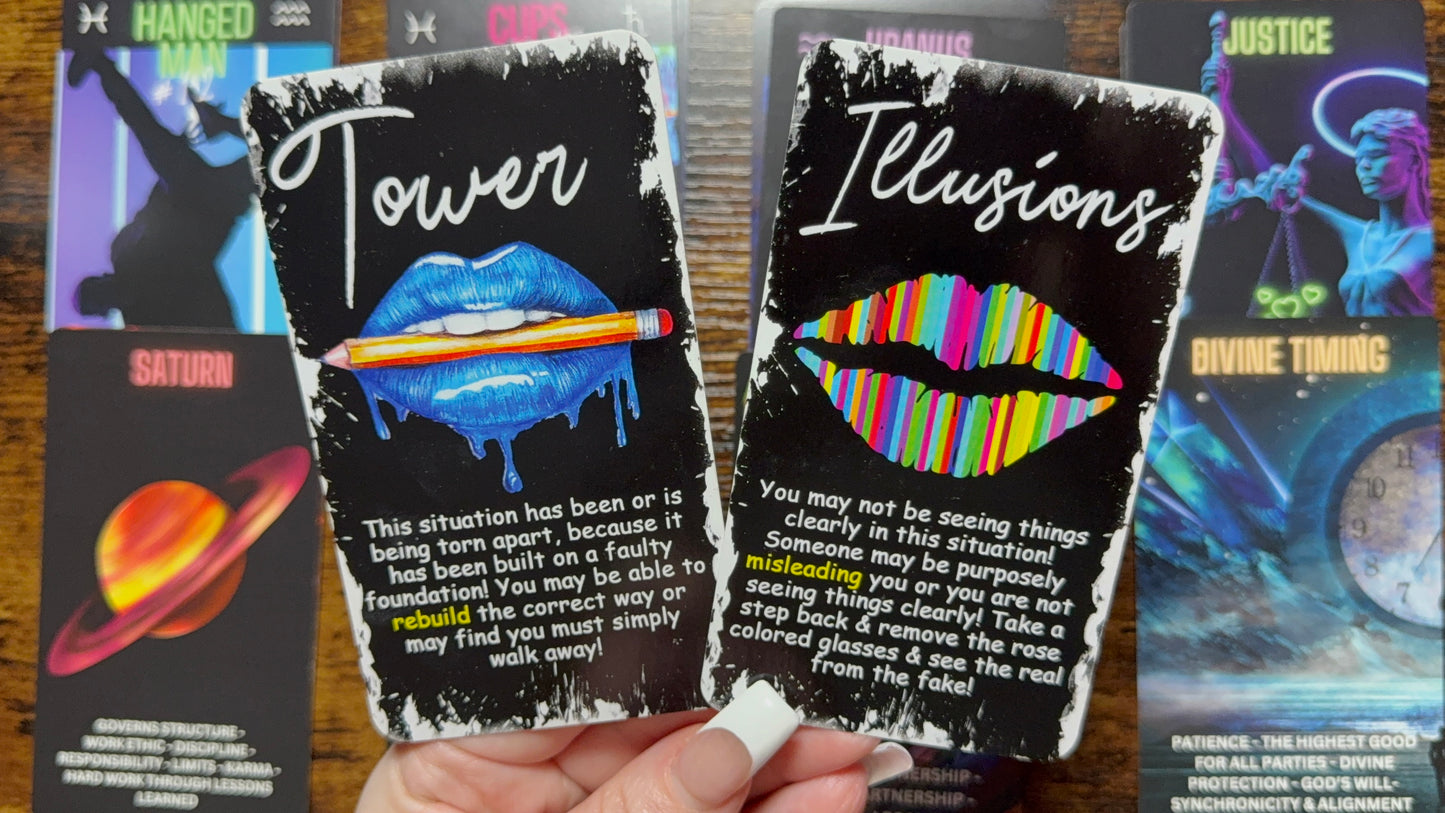 HANGED
MAN
#12
CUPS
URANUS
JUSTICE
Tower
This situation has been or is
being torn apart, because it
has been built on a faulty
foundation! You may be able to
rebuild the correct way or
may find you must simply
walk away!
Illusions
You may not be seeing things
clearly in this situation!
Someone may be purposely
misleading you or you are not
seeing things clearly! Take a
step back & remove the rose
colored glasses & see the real
from the fake!
SATURN
GOVERNS STRUCTURE -
WORK ETHIC - DISCIPLINE -
RESPONSIBILITY - LIMITS - KARMA -
HARD WORK THROUGH LESSONS
LEARNED
DIVINE TIMING
11
10
9
8
7
PATIENCE - THE HIGHEST GOOD
FOR ALL PARTIES - DIVINE
PROTECTION - GOD'S WILL-
SYNCHRONICITY & ALIGNMENT